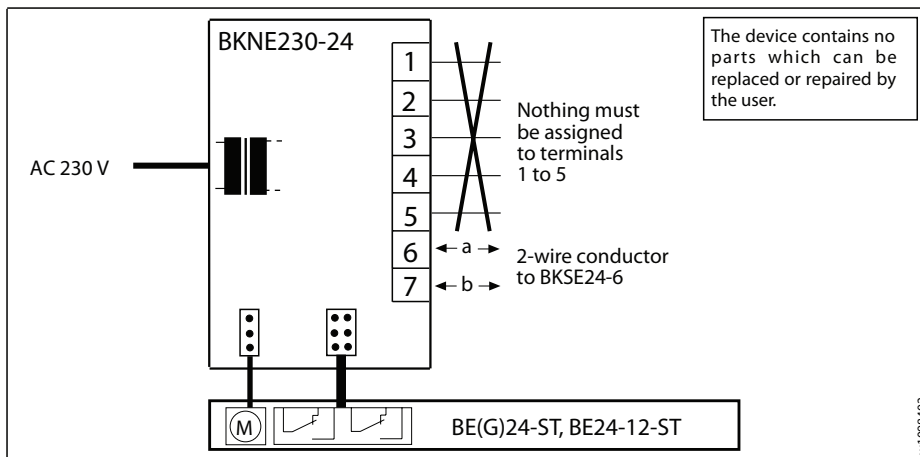 BKNE230-24
The device contains no
parts which can be
replaced or repaired by
the user.
1
2
3
4
5
6
7
Nothing must
be assigned
to terminals
1 to 5
AC 230 V
a
b
2-wire conductor
to BKSE24-6
M
BE(G)24-ST, BE24-12-ST